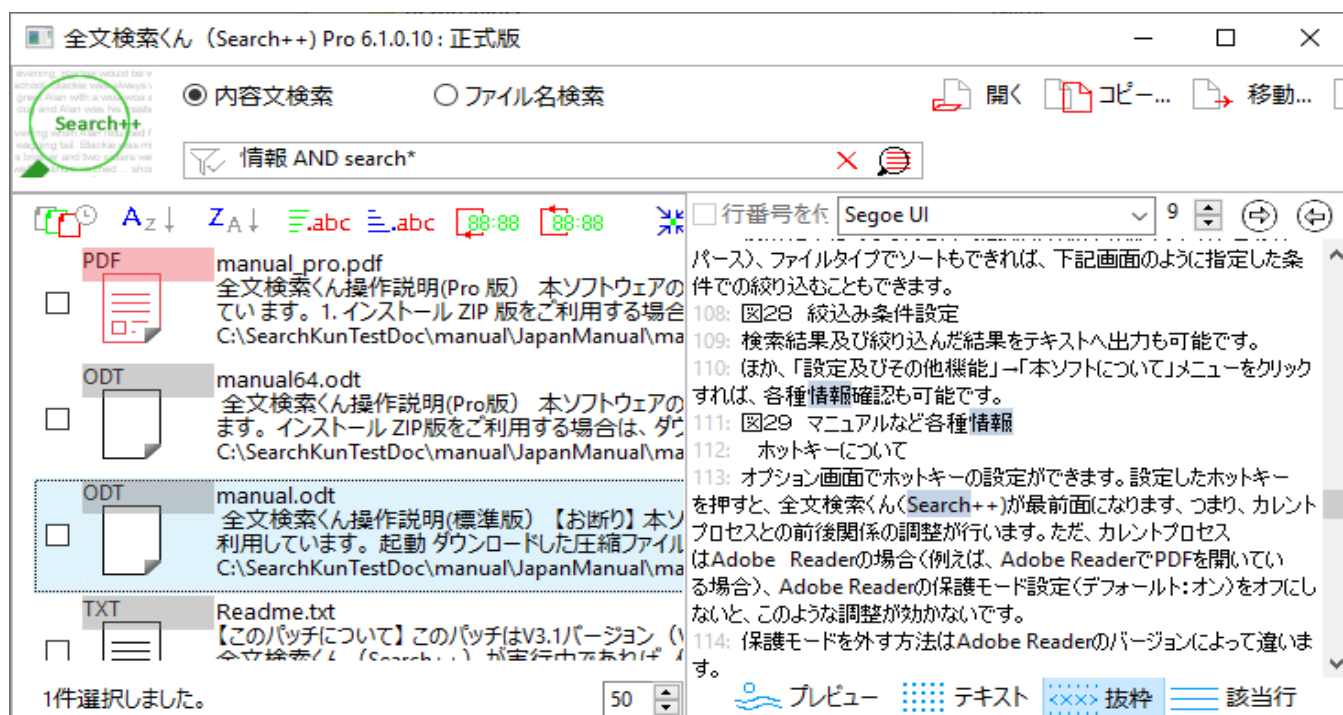 全文検索くん（Search++) Pro 6.1.0.10 : 正式版
Search++
内容文検索
ファイル名検索
開く
コピー...
移動...
情報 AND search*
行番号を付
Segoe UI
9
PDF
manual_pro.pdf
全文検索くん操作説明(Pro 版） 本ソフトウェアの
ています。1. インストール ZIP 版をご利用する場合
C:\SearchKunTestDoc\manual\JapanManual\ma
ODT
manual64.odt
全文検索くん操作説明(Pro版） 本ソフトウェアの
ます。インストール ZIP版をご利用する場合は、ダウ
C:\SearchKunTestDoc\manual\JapanManual\ma
ODT
manual.odt
全文検索くん操作説明(標準版） 【お断り】本ソ
利用しています。起動 ダウンロードした圧縮ファイル
C:\SearchKunTestDoc\manual\JapanManual\ma
TXT
Readme.txt
【このパッチについて】このパッチはV3.1バージョン（
全文検索くん（Search++）が実行中であれば
1件選択しました。
50
パース）、ファイルタイプでソートもできれば、下記画面のように指定した条
件での絞り込むこともできます。
108: 図28 絞込み条件設定
109: 検索結果及び絞り込んだ結果をテキストへ出力も可能です。
110: ほか、「設定及びその他機能」→「本ソフトについて」メニューをクリック
すれば、各種情報確認も可能です。
111: 図29 マニュアルなど各種情報
112: ホットキーについて
113: オプション画面でホットキーの設定ができます。設定したホットキー
を押すと、全文検索くん(Search++)が最前面になります、つまり、カレント
プロセスとの前後関係の調整が行います。ただ、カレントプロセス
はAdobe Readerの場合（例えば、Adobe ReaderでPDFを開いてい
る場合）、Adobe Readerの保護モード設定（デフォールト：オン）をオフにし
ないと、このような調整が効かないです。
114: 保護モードを外す方法はAdobe Readerのバージョンによって違いま
す。
プレビュー
テキスト
抜粋
該当行